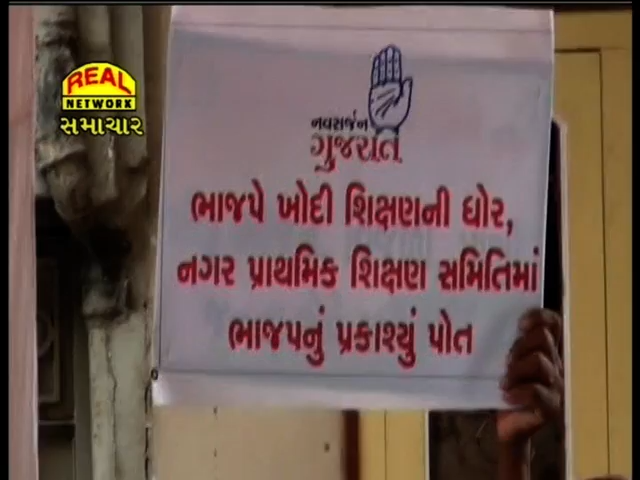 REAL
NETWORK
સમાચાર
નવસર્જન
ગુજરાત
ભાજપે ખોદી શિક્ષણની ઘોર,
નગર પ્રાથમિક શિક્ષણ સમિતિમાં
ભાજપનું પ્રકાશ્યું પોત